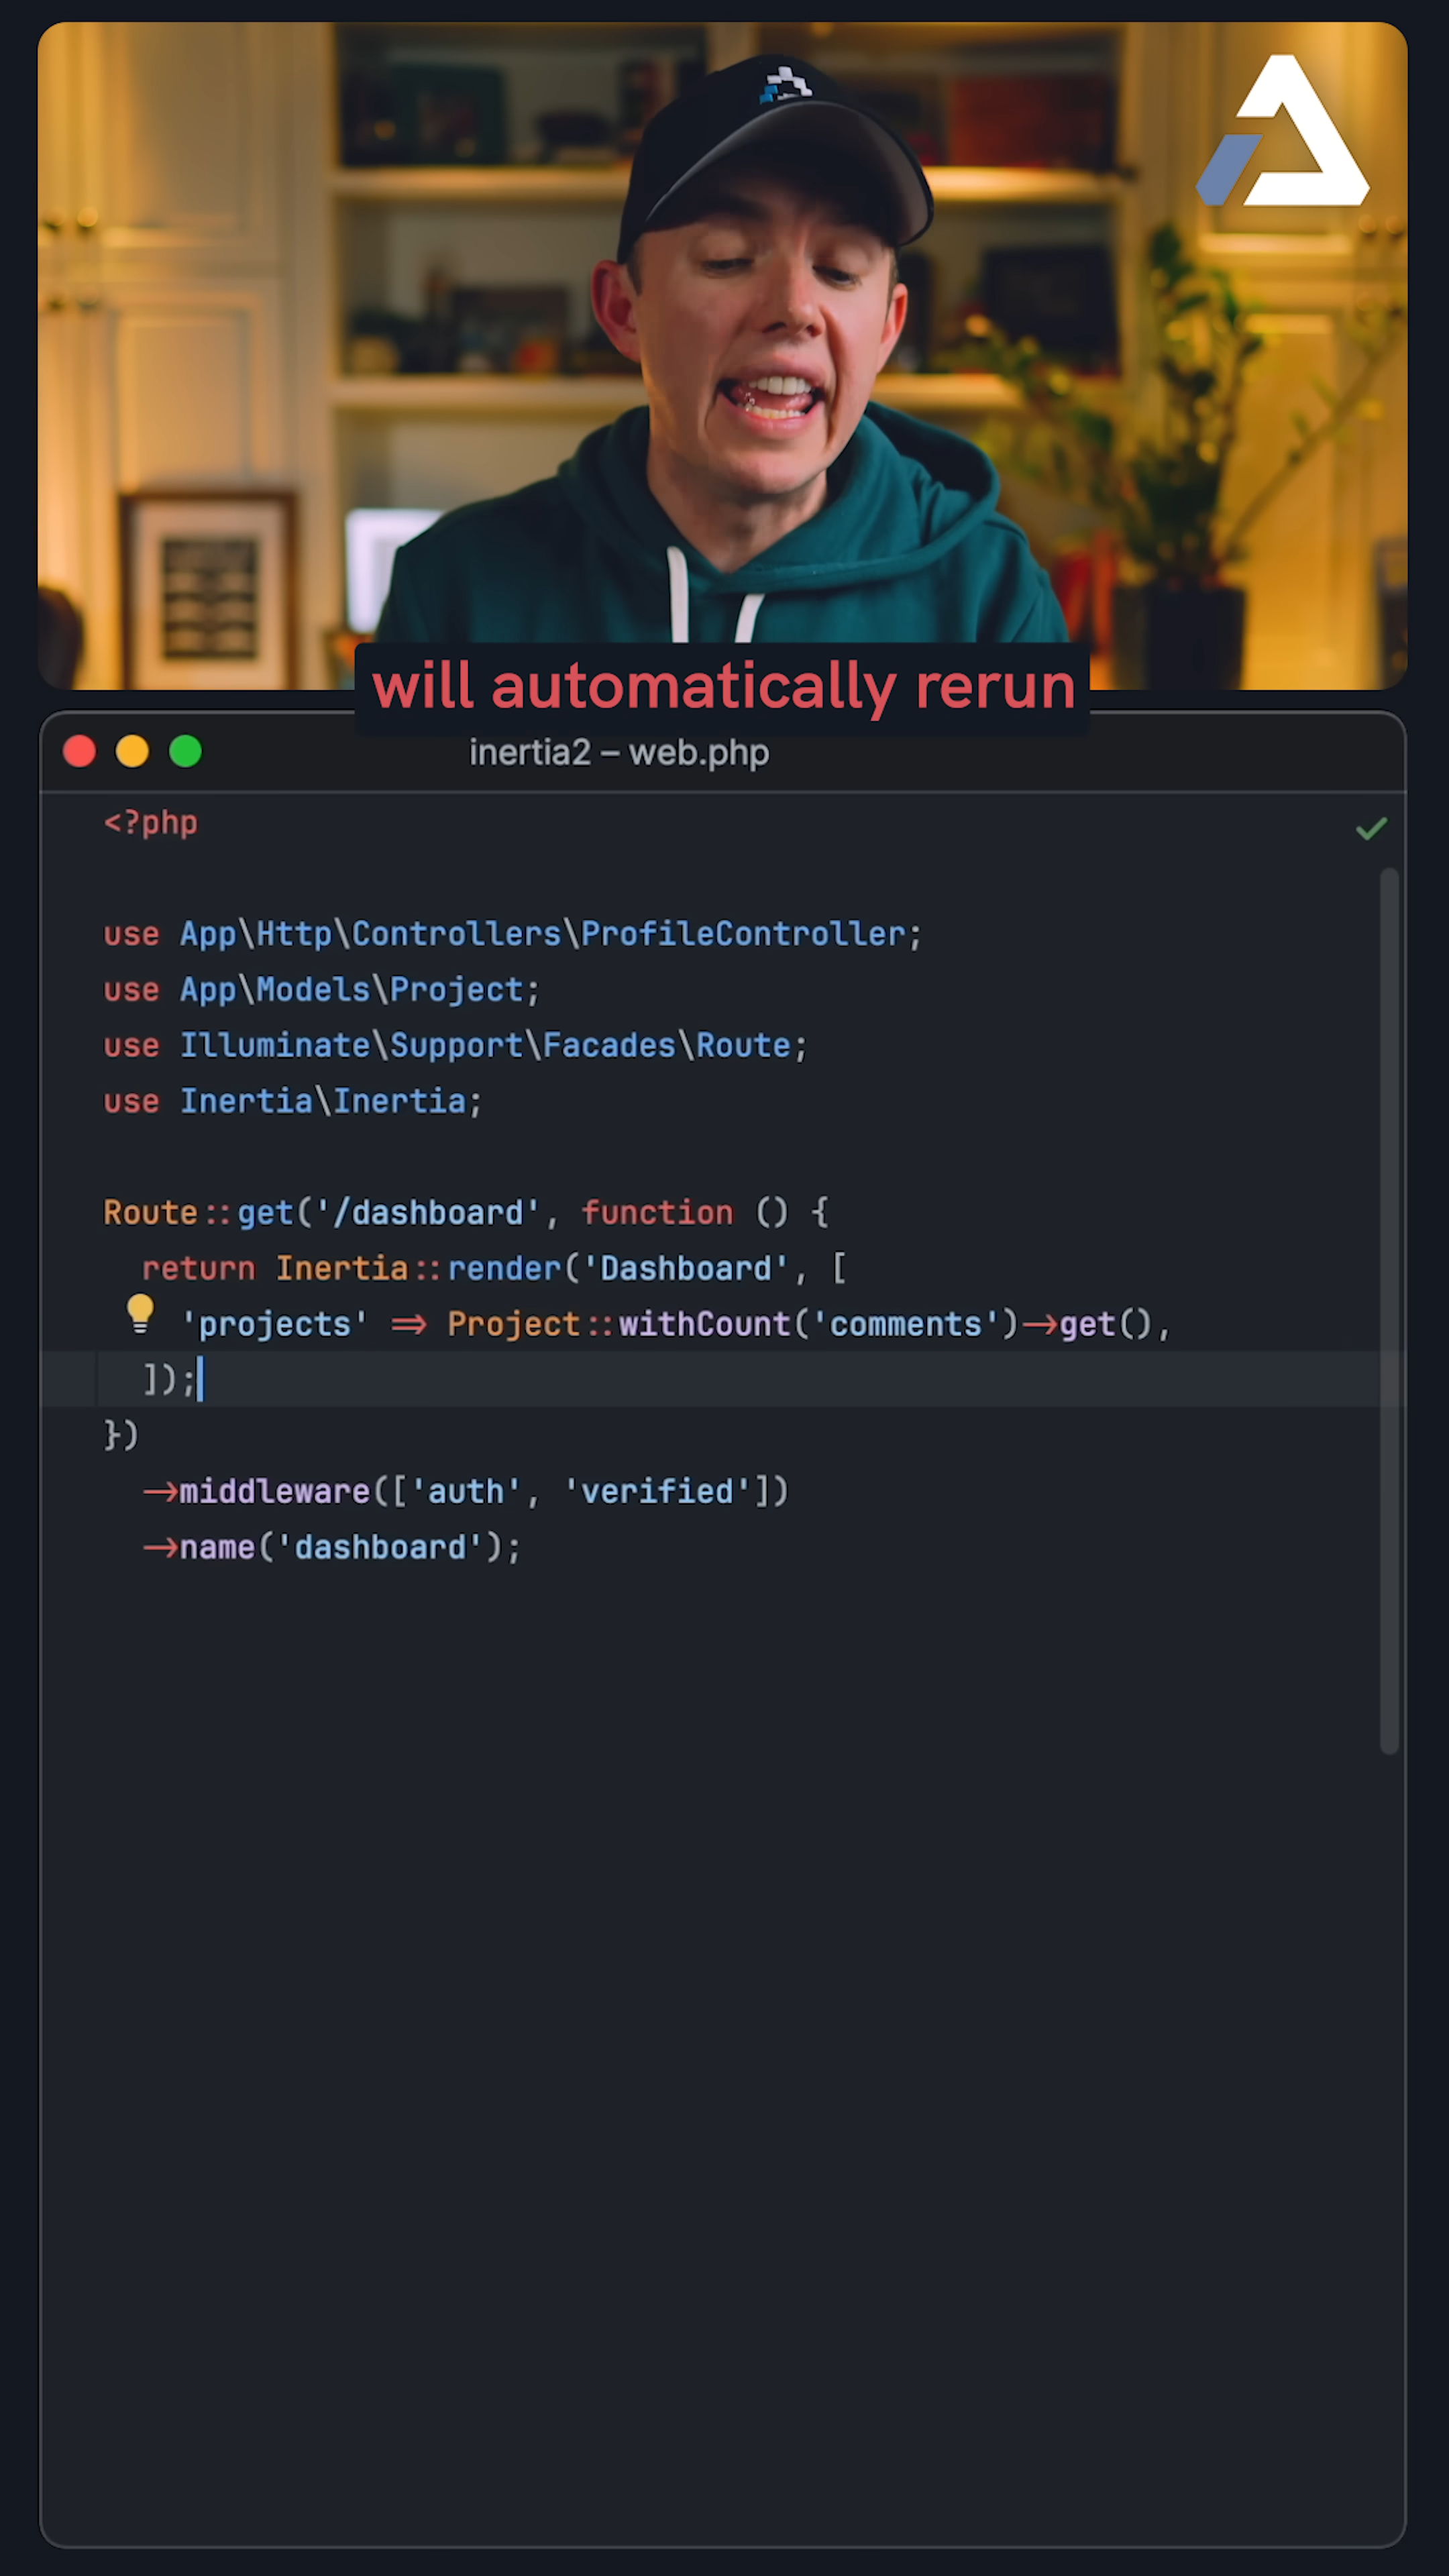 will automatically rerun
inertia2 – web.php
<?php
use App\Http\Controllers\ProfileController;
use App\Models\Project;
use Illuminate\Support\Facades\Route;
use Inertia\Inertia;
Route::get('/dashboard', function () {
return Inertia::render('Dashboard', [
'projects' => Project::withCount('comments')->get(),
]);
})
->middleware(['auth', 'verified'])
->name('dashboard');